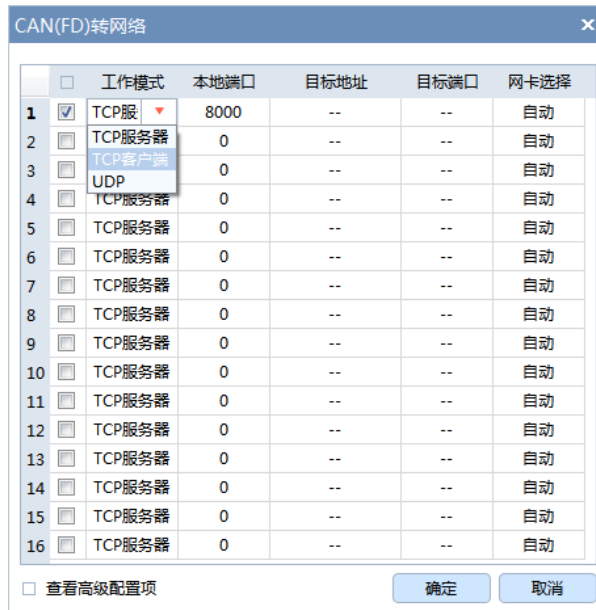 CAN(FD)转网络 x
工作模式 本地端口 目标地址 目标端口 网卡选择
1 TCP服 8000 -- -- 自动
TCP服务器
TCP客户端
UDP
2 0 -- -- 自动
3 0 -- -- 自动
4 TCP服务器 0 -- -- 自动
5 TCP服务器 0 -- -- 自动
6 TCP服务器 0 -- -- 自动
7 TCP服务器 0 -- -- 自动
8 TCP服务器 0 -- -- 自动
9 TCP服务器 0 -- -- 自动
10 TCP服务器 0 -- -- 自动
11 TCP服务器 0 -- -- 自动
12 TCP服务器 0 -- -- 自动
13 TCP服务器 0 -- -- 自动
14 TCP服务器 0 -- -- 自动
15 TCP服务器 0 -- -- 自动
16 TCP服务器 0 -- -- 自动
查看高级配置项 确定 取消